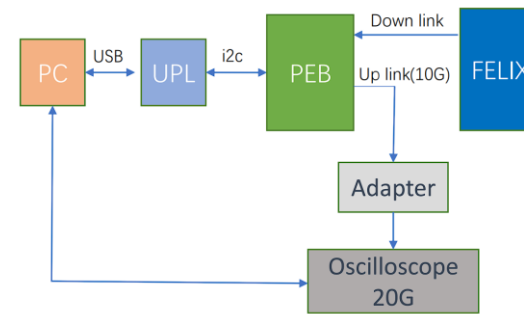 Down link
USB
i2c
PC
UPL
PEB
FELIX
Up link(10G)
Adapter
Oscilloscope
20G